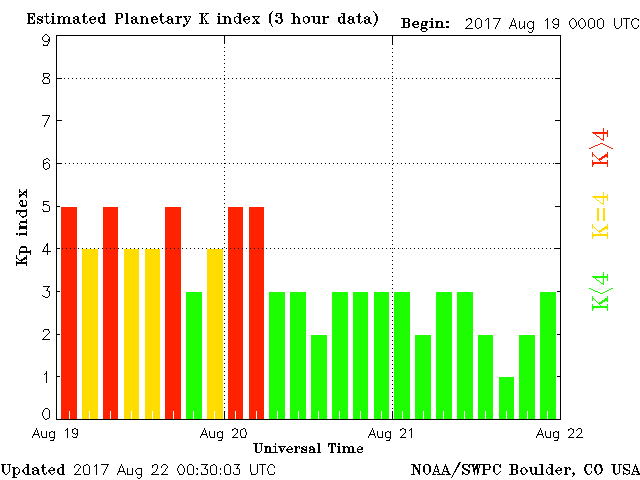 Estimated Planetary K index (3 hour data)
Begin: 2017 Aug 19 0000 UTC
9
8
7
6
5
4
3
2
1
0
Kp index
K>4
K=4
K<4
Aug 19
Aug 20
Aug 21
Aug 22
Universal Time
Updated 2017 Aug 22 00:30:03 UTC
NOAA/SWPC Boulder, CO USA